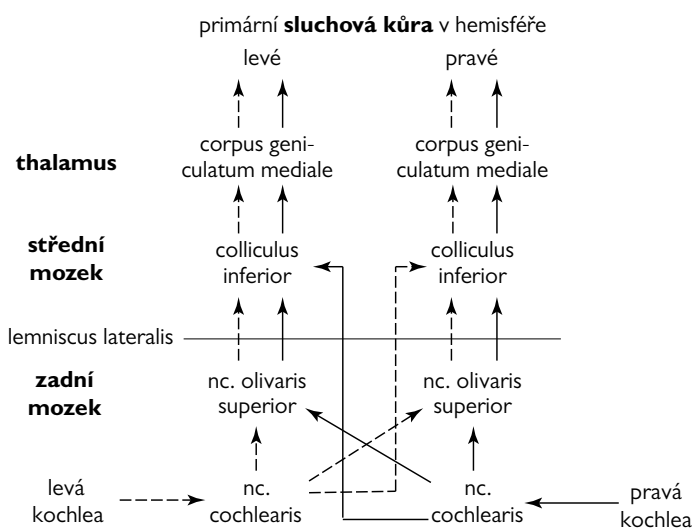 primární sluchová kůra v hemisféře
levé pravé
thalamus
corpus geni-
culatum mediale
corpus geni-
culatum mediale
střední
mozek
colliculus
inferior
colliculus
inferior
lemniscus lateralis
zadní
mozek
nc. olivaris
superior
nc. olivaris
superior
levá
kochlea
nc.
cochlearis
nc.
cochlearis
pravá
kochlea